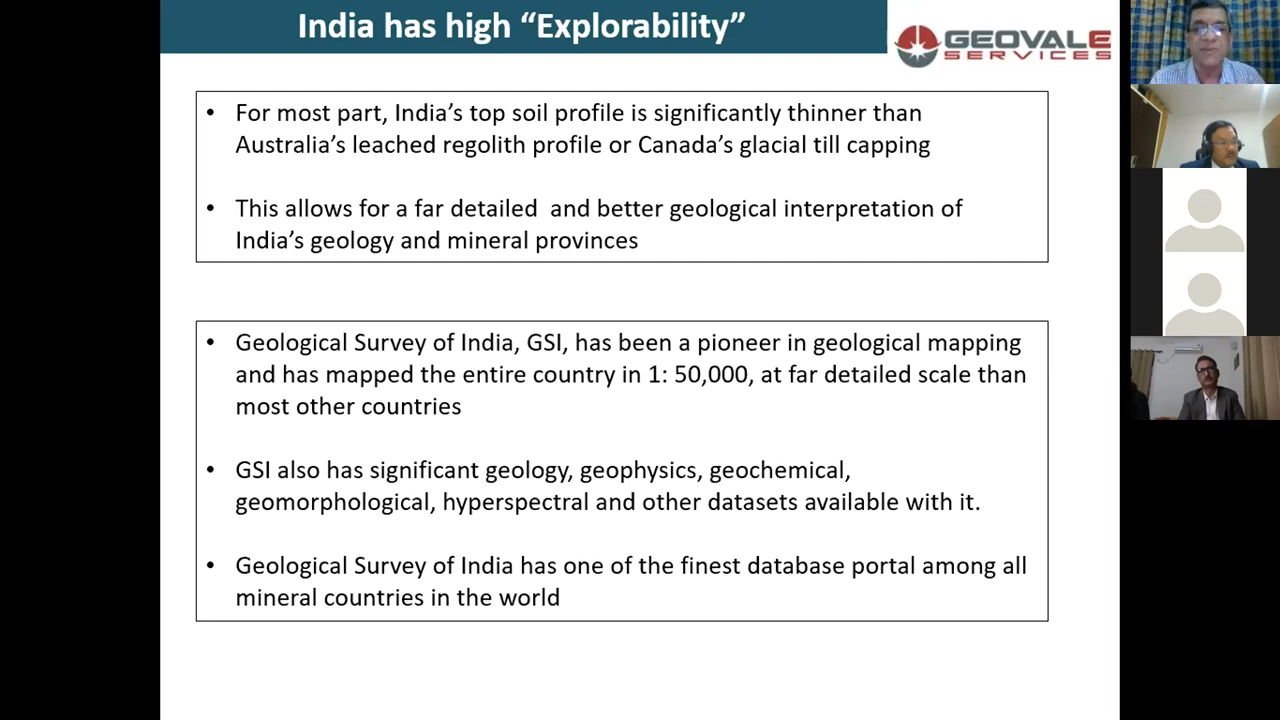 India has high “Explorability”
GEOVALE
SERVICES
• For most part, India’s top soil profile is significantly thinner than
Australia’s leached regolith profile or Canada’s glacial till capping
• This allows for a far detailed  and better geological interpretation of
India’s geology and mineral provinces
• Geological Survey of India, GSI, has been a pioneer in geological mapping
and has mapped the entire country in 1: 50,000, at far detailed scale than
most other countries
• GSI also has significant geology, geophysics, geochemical,
geomorphological, hyperspectral and other datasets available with it.
• Geological Survey of India has one of the finest database portal among all
mineral countries in the world